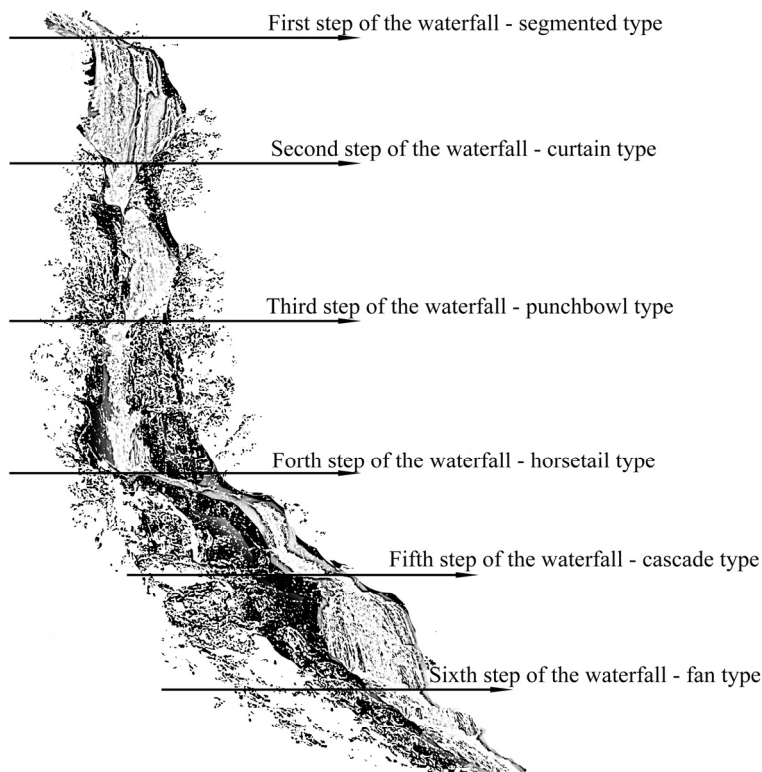 First step of the waterfall - segmented type
Second step of the waterfall - curtain type
Third step of the waterfall - punchbowl type
Forth step of the waterfall - horsetail type
Fifth step of the waterfall - cascade type
Sixth step of the waterfall - fan type